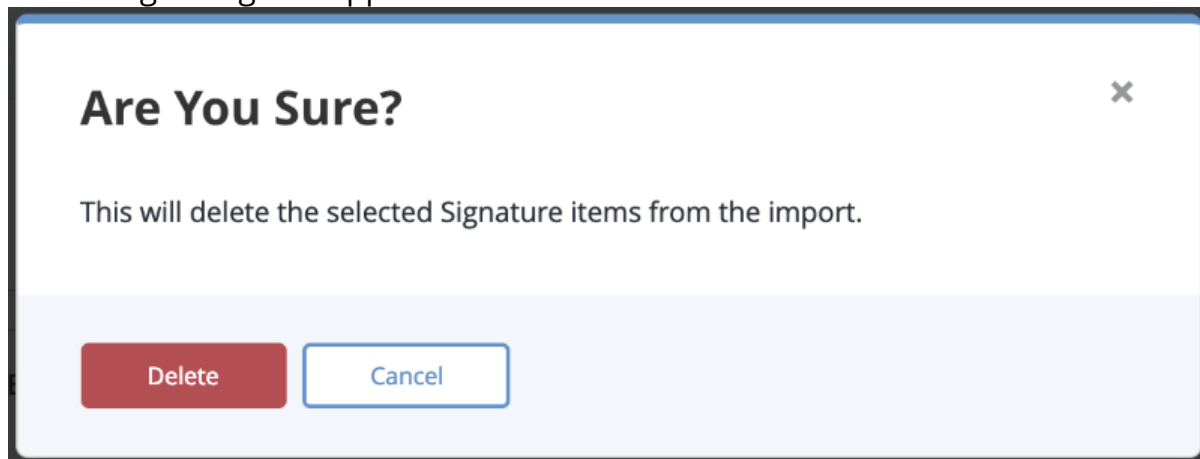 Are You Sure?
This will delete the selected Signature items from the import.
Delete
Cancel